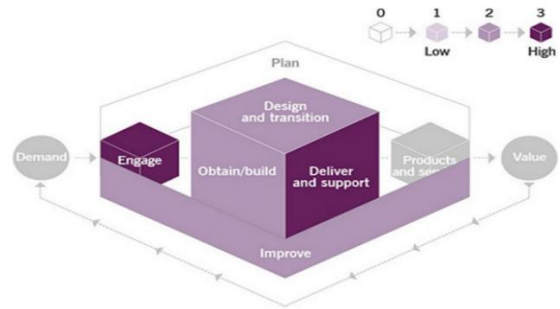 0 1 2 3
Low High
Plan
Design
and transition
Demand
Engage
Obtain/build
Deliver
and support
Products
and
Value
Improve